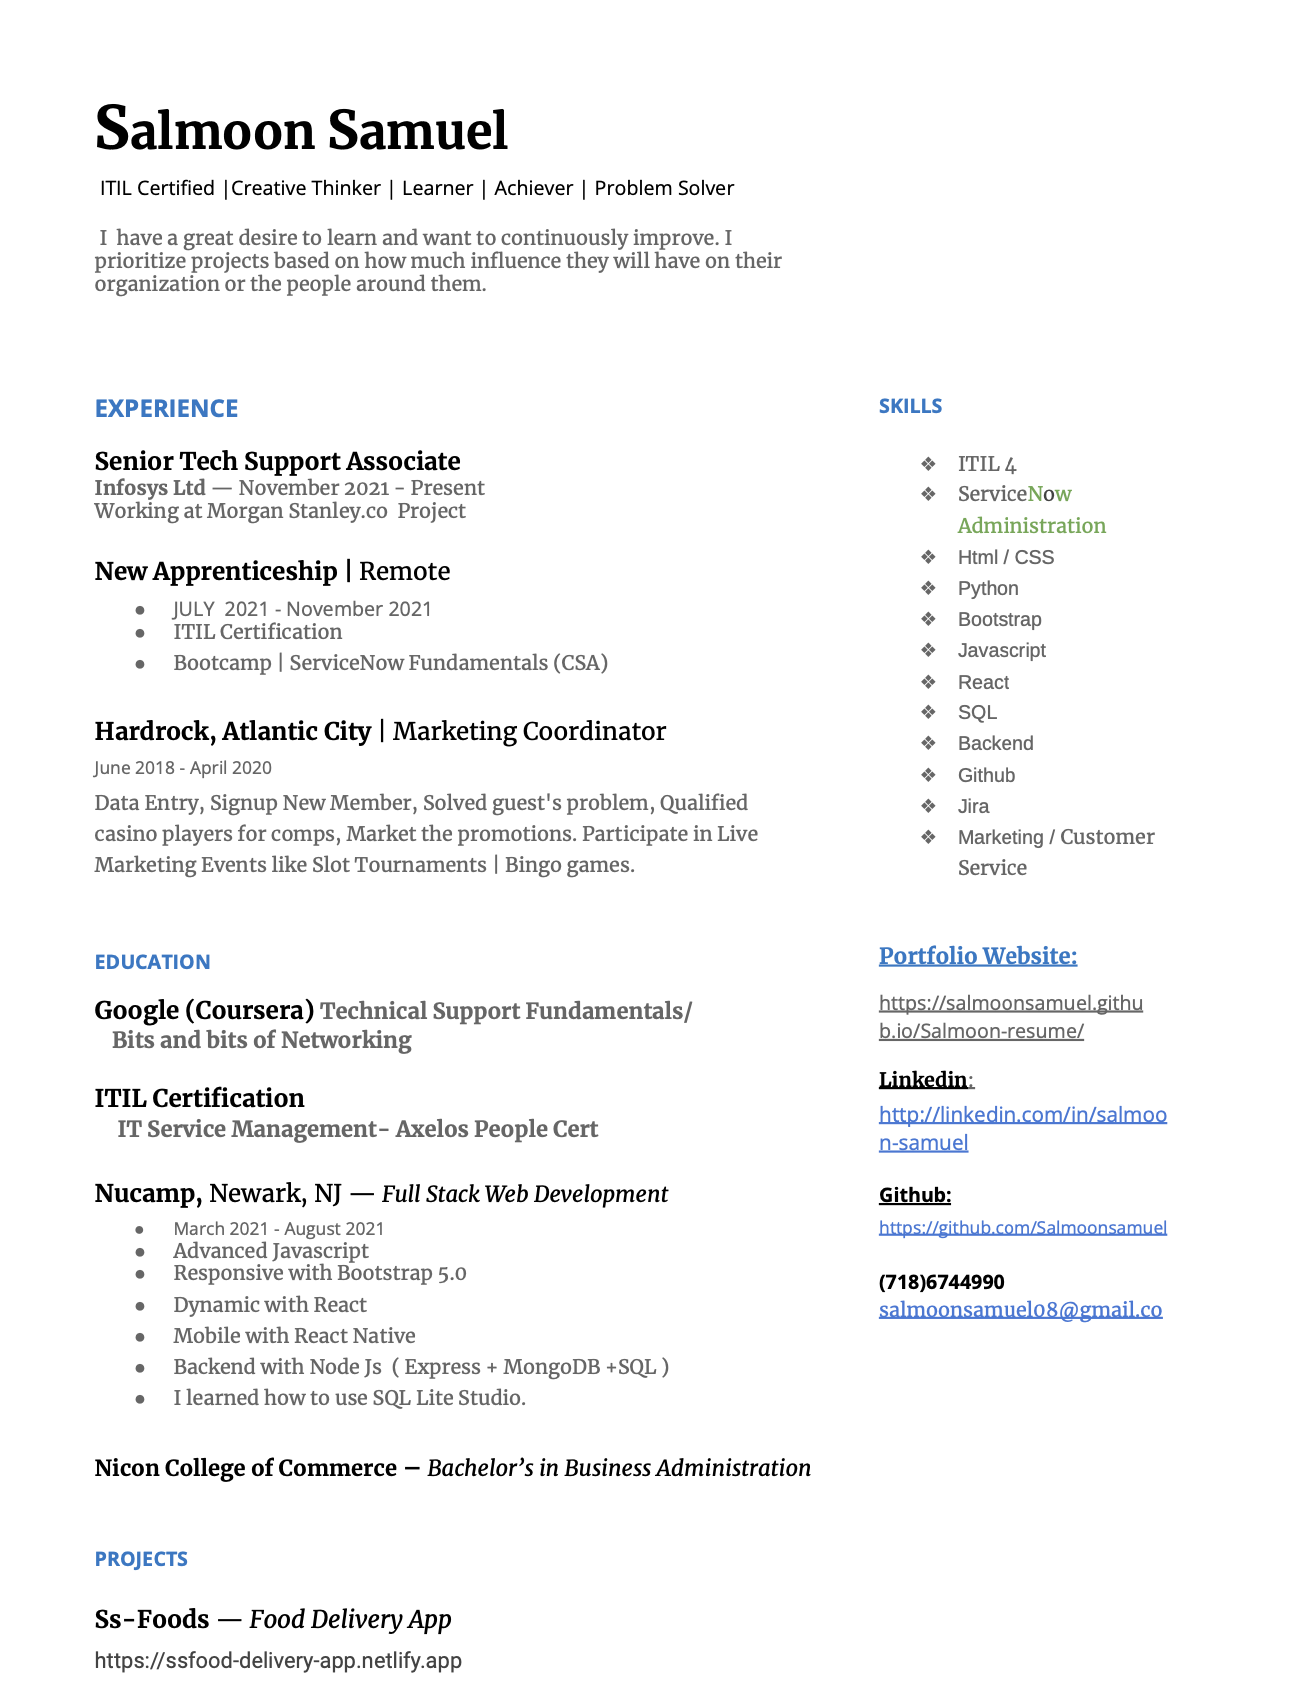 Salmoon Samuel
ITIL Certified |Creative Thinker | Learner | Achiever | Problem Solver
I have a great desire to learn and want to continuously improve. I
prioritize projects based on how much influence they will have on their
organization or the people around them.
EXPERIENCE
Senior Tech Support Associate
Infosys Ltd — November 2021 - Present
Working at Morgan Stanley.co Project
New Apprenticeship | Remote
● JULY 2021 - November 2021
● ITIL Certification
● Bootcamp | ServiceNow Fundamentals (CSA)
Hardrock, Atlantic City | Marketing Coordinator
June 2018 - April 2020
Data Entry, Signup New Member, Solved guest's problem, Qualified
casino players for comps, Market the promotions. Participate in Live
Marketing Events like Slot Tournaments | Bingo games.
EDUCATION
Google (Coursera) Technical Support Fundamentals/
Bits and bits of Networking
ITIL Certification
IT Service Management- Axelos People Cert
Nucamp, Newark, NJ — Full Stack Web Development
● March 2021 - August 2021
● Advanced Javascript
● Responsive with Bootstrap 5.0
● Dynamic with React
● Mobile with React Native
● Backend with Node Js ( Express + MongoDB +SQL )
● I learned how to use SQL Lite Studio.
Nicon College of Commerce — Bachelor’s in Business Administration
PROJECTS
Ss-Foods — Food Delivery App
https://ssfood-delivery-app.netlify.app
SKILLS
❖ ITIL 4
❖ ServiceNow
Administration
❖ Html / CSS
❖ Python
❖ Bootstrap
❖ Javascript
❖ React
❖ SQL
❖ Backend
❖ Github
❖ Jira
❖ Marketing / Customer
Service
Portfolio Website:
https://salmoonsamuel.githu
b.io/Salmoon-resume/
Linkedin:
http://linkedin.com/in/salmoo
n-samuel
Github:
https://github.com/Salmoonsamuel
(718)6744990
salmoonsamuel08@gmail.co